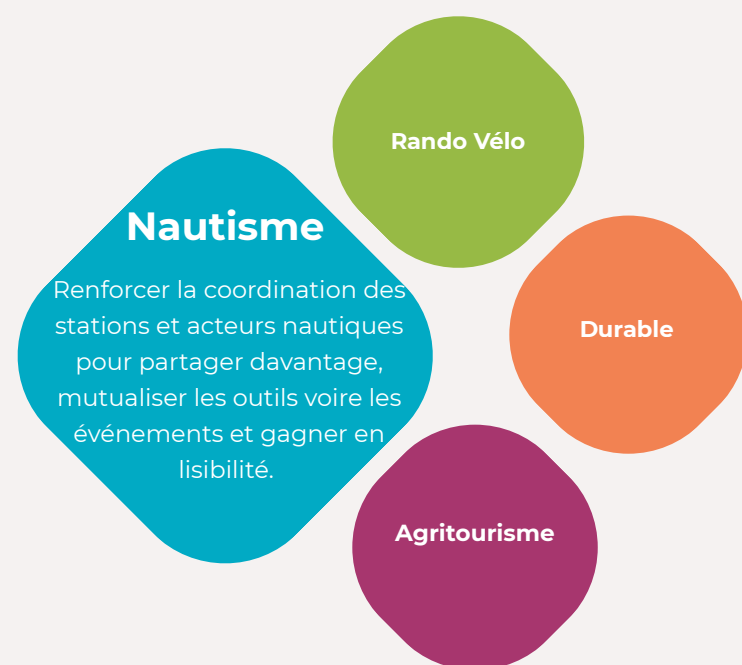 Rando Vélo
Nautisme
Renforcer la coordination des
stations et acteurs nautiques
pour partager davantage,
mutualiser les outils voire les
événements et gagner en
lisibilité.
Durable
Agritourisme